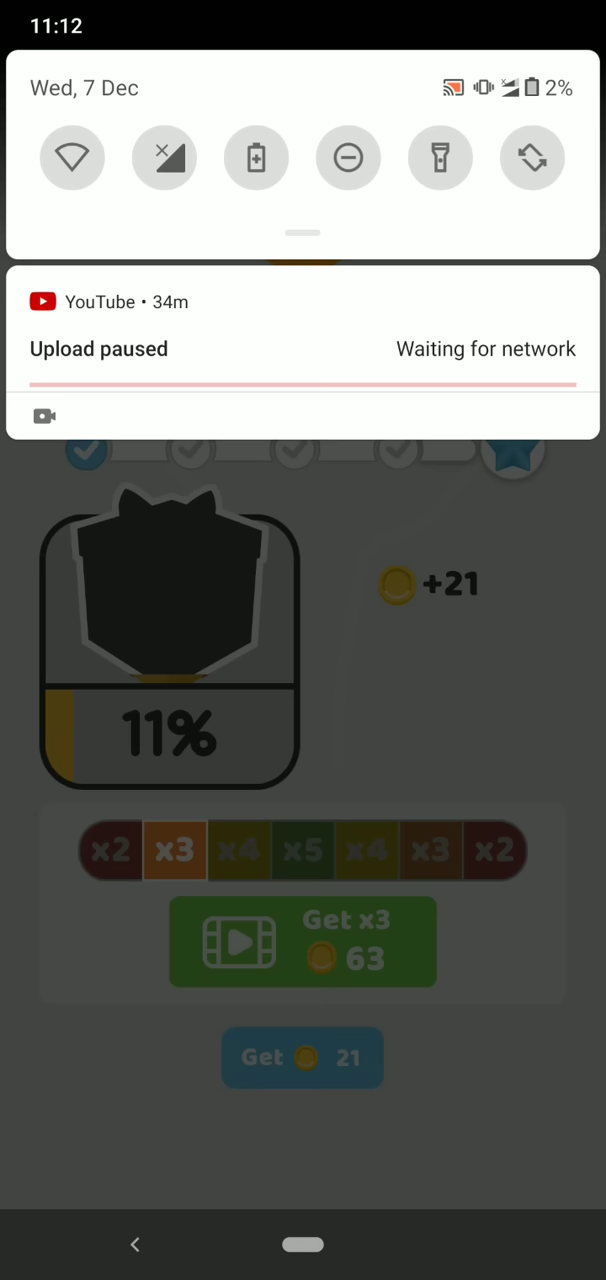 11:12
Wed, 7 Dec
2%
YouTube • 34m
Upload paused
Waiting for network
+21
11%
x2 x3 x4 x5 x4 x3 x2
Get x3
63
Get 21